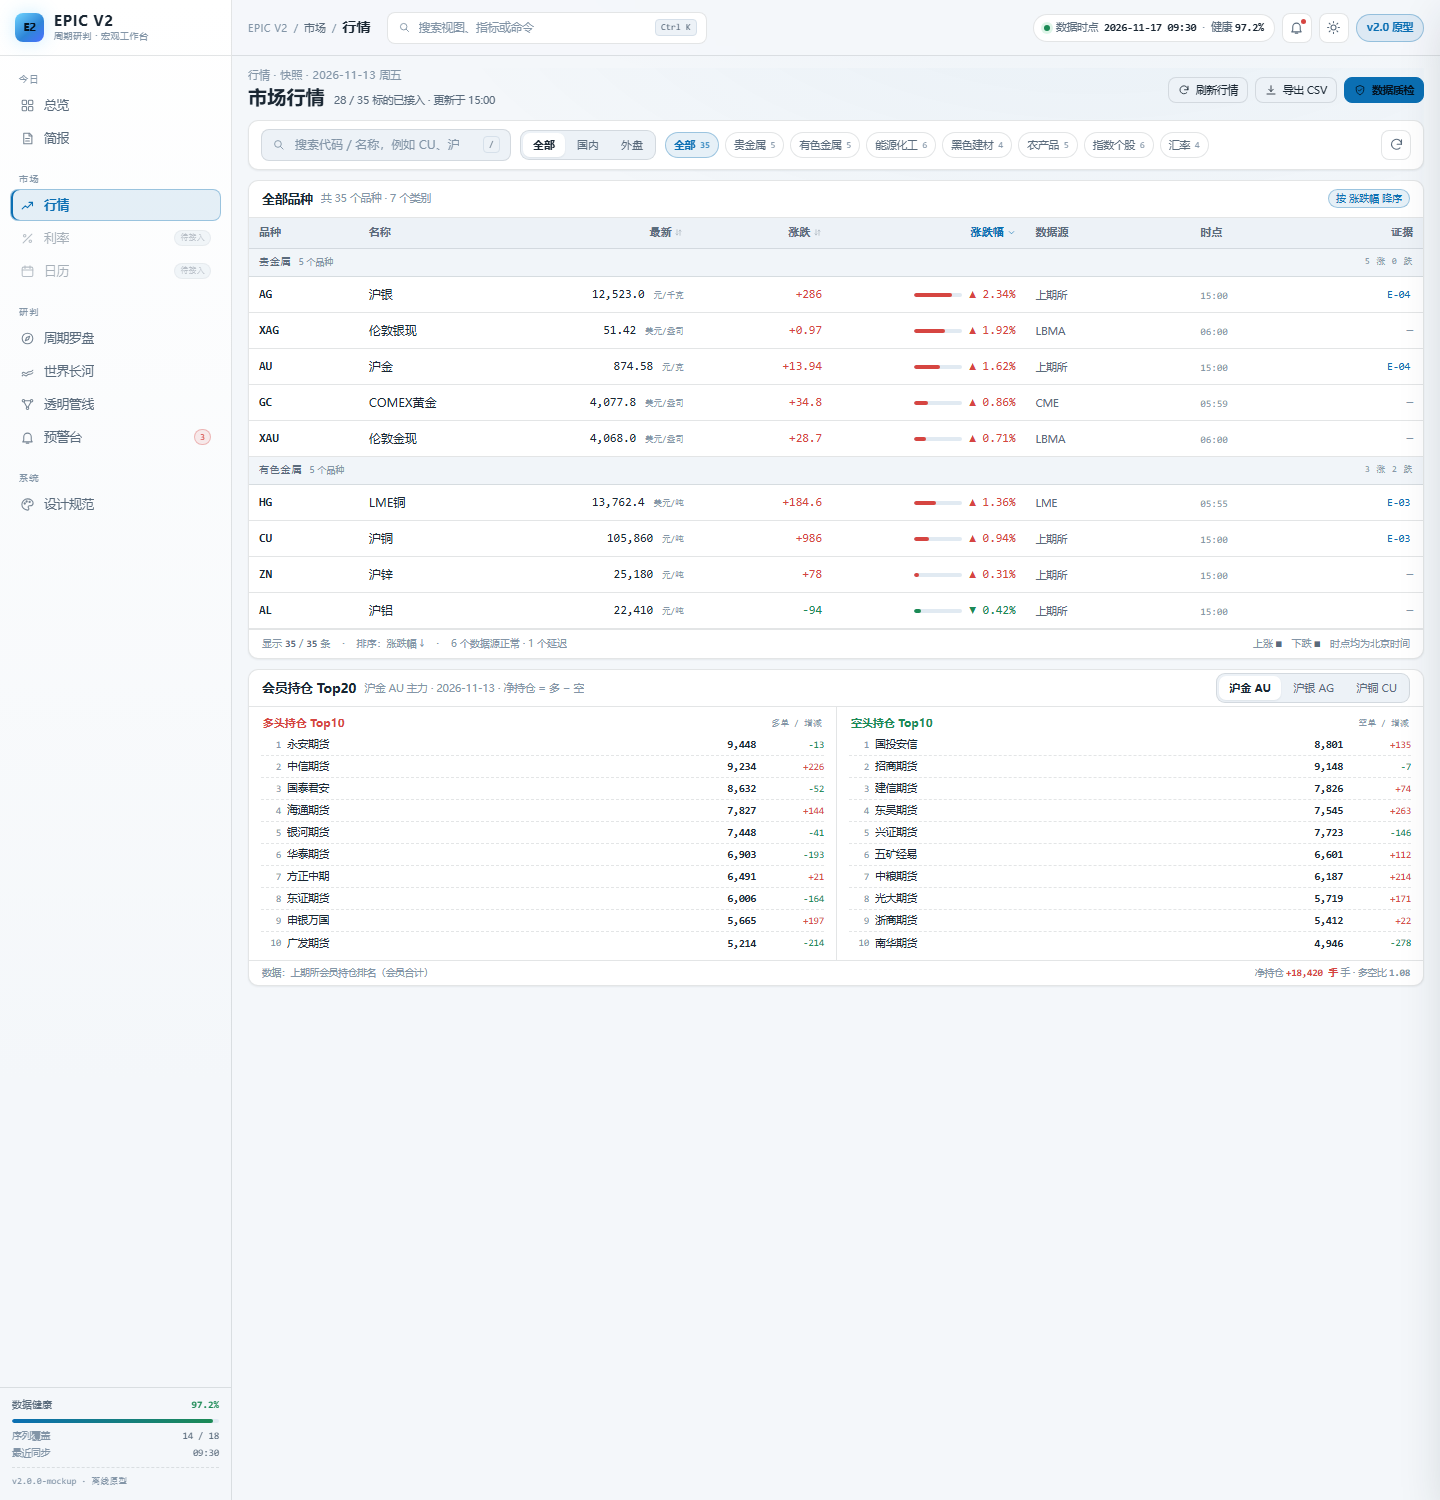 E2
EPIC V2
周期研判 · 宏观工作台
EPIC V2 / 市场 / 行情
搜索视图、指标或命令
Ctrl K
数据时点 2026-11-17 09:30 · 健康 97.2%
v2.0 原型
今日
总览
简报
市场
行情
利率 待接入
日历 待接入
研判
周期罗盘
世界长河
透明管线
预警台 3
系统
设计规范
行情 · 快照 · 2026-11-13 周五
市场行情 28 / 35 标的已接入 · 更新于 15:00
刷新行情
导出 CSV
数据质检
搜索代码 / 名称，例如 CU、沪 /
全部 国内 外盘
全部 35 贵金属 5 有色金属 5 能源化工 6 黑色建材 4 农产品 5 指数个股 6 汇率 4
全部品种 共 35 个品种 · 7 个类别
按 涨跌幅 降序
品种 名称 最新 涨跌 涨跌幅 数据源 时点 证据
贵金属 5 个品种 5 涨 0 跌
AG 沪银 12,523.0 元/千克 +286 ▲ 2.34% 上期所 15:00 E-04
XAG 伦敦银现 51.42 美元/盎司 +0.97 ▲ 1.92% LBMA 06:00 —
AU 沪金 874.58 元/克 +13.94 ▲ 1.62% 上期所 15:00 E-04
GC COMEX黄金 4,077.8 美元/盎司 +34.8 ▲ 0.86% CME 05:59 —
XAU 伦敦金现 4,068.0 美元/盎司 +28.7 ▲ 0.71% LBMA 06:00 —
有色金属 5 个品种 3 涨 2 跌
HG LME铜 13,762.4 美元/吨 +184.6 ▲ 1.36% LME 05:55 E-03
CU 沪铜 105,860 元/吨 +986 ▲ 0.94% 上期所 15:00 E-03
ZN 沪锌 25,180 元/吨 +78 ▲ 0.31% 上期所 15:00 —
AL 沪铝 22,410 元/吨 -94 ▼ 0.42% 上期所 15:00 —
显示 35 / 35 条 · 排序：涨跌幅 ↓ · 6 个数据源正常 · 1 个延迟
上涨 ■ 下跌 ■ 时点均为北京时间
会员持仓 Top20 沪金 AU 主力 · 2026-11-13 · 净持仓 = 多 − 空
沪金 AU 沪银 AG 沪铜 CU
多头持仓 Top10 多单 / 增减
1 永安期货 9,448 -13
2 中信期货 9,234 +226
3 国泰君安 8,632 -52
4 海通期货 7,827 +144
5 银河期货 7,448 -41
6 华泰期货 6,903 -193
7 方正中期 6,491 +21
8 东证期货 6,006 -164
9 申银万国 5,665 +197
10 广发期货 5,214 -214
空头持仓 Top10 空单 / 增减
1 国投安信 8,801 +135
2 招商期货 9,148 -7
3 建信期货 7,826 +74
4 东吴期货 7,545 +263
5 兴证期货 7,723 -146
6 五矿经易 6,601 +112
7 中粮期货 6,187 +214
8 光大期货 5,719 +171
9 浙商期货 5,412 +22
10 南华期货 4,946 -278
数据：上期所会员持仓排名（会员合计）
净持仓 +18,420 手 手 · 多空比 1.08
数据健康 97.2%
序列覆盖 14 / 18
最近同步 09:30
v2.0.0-mockup · 离线原型